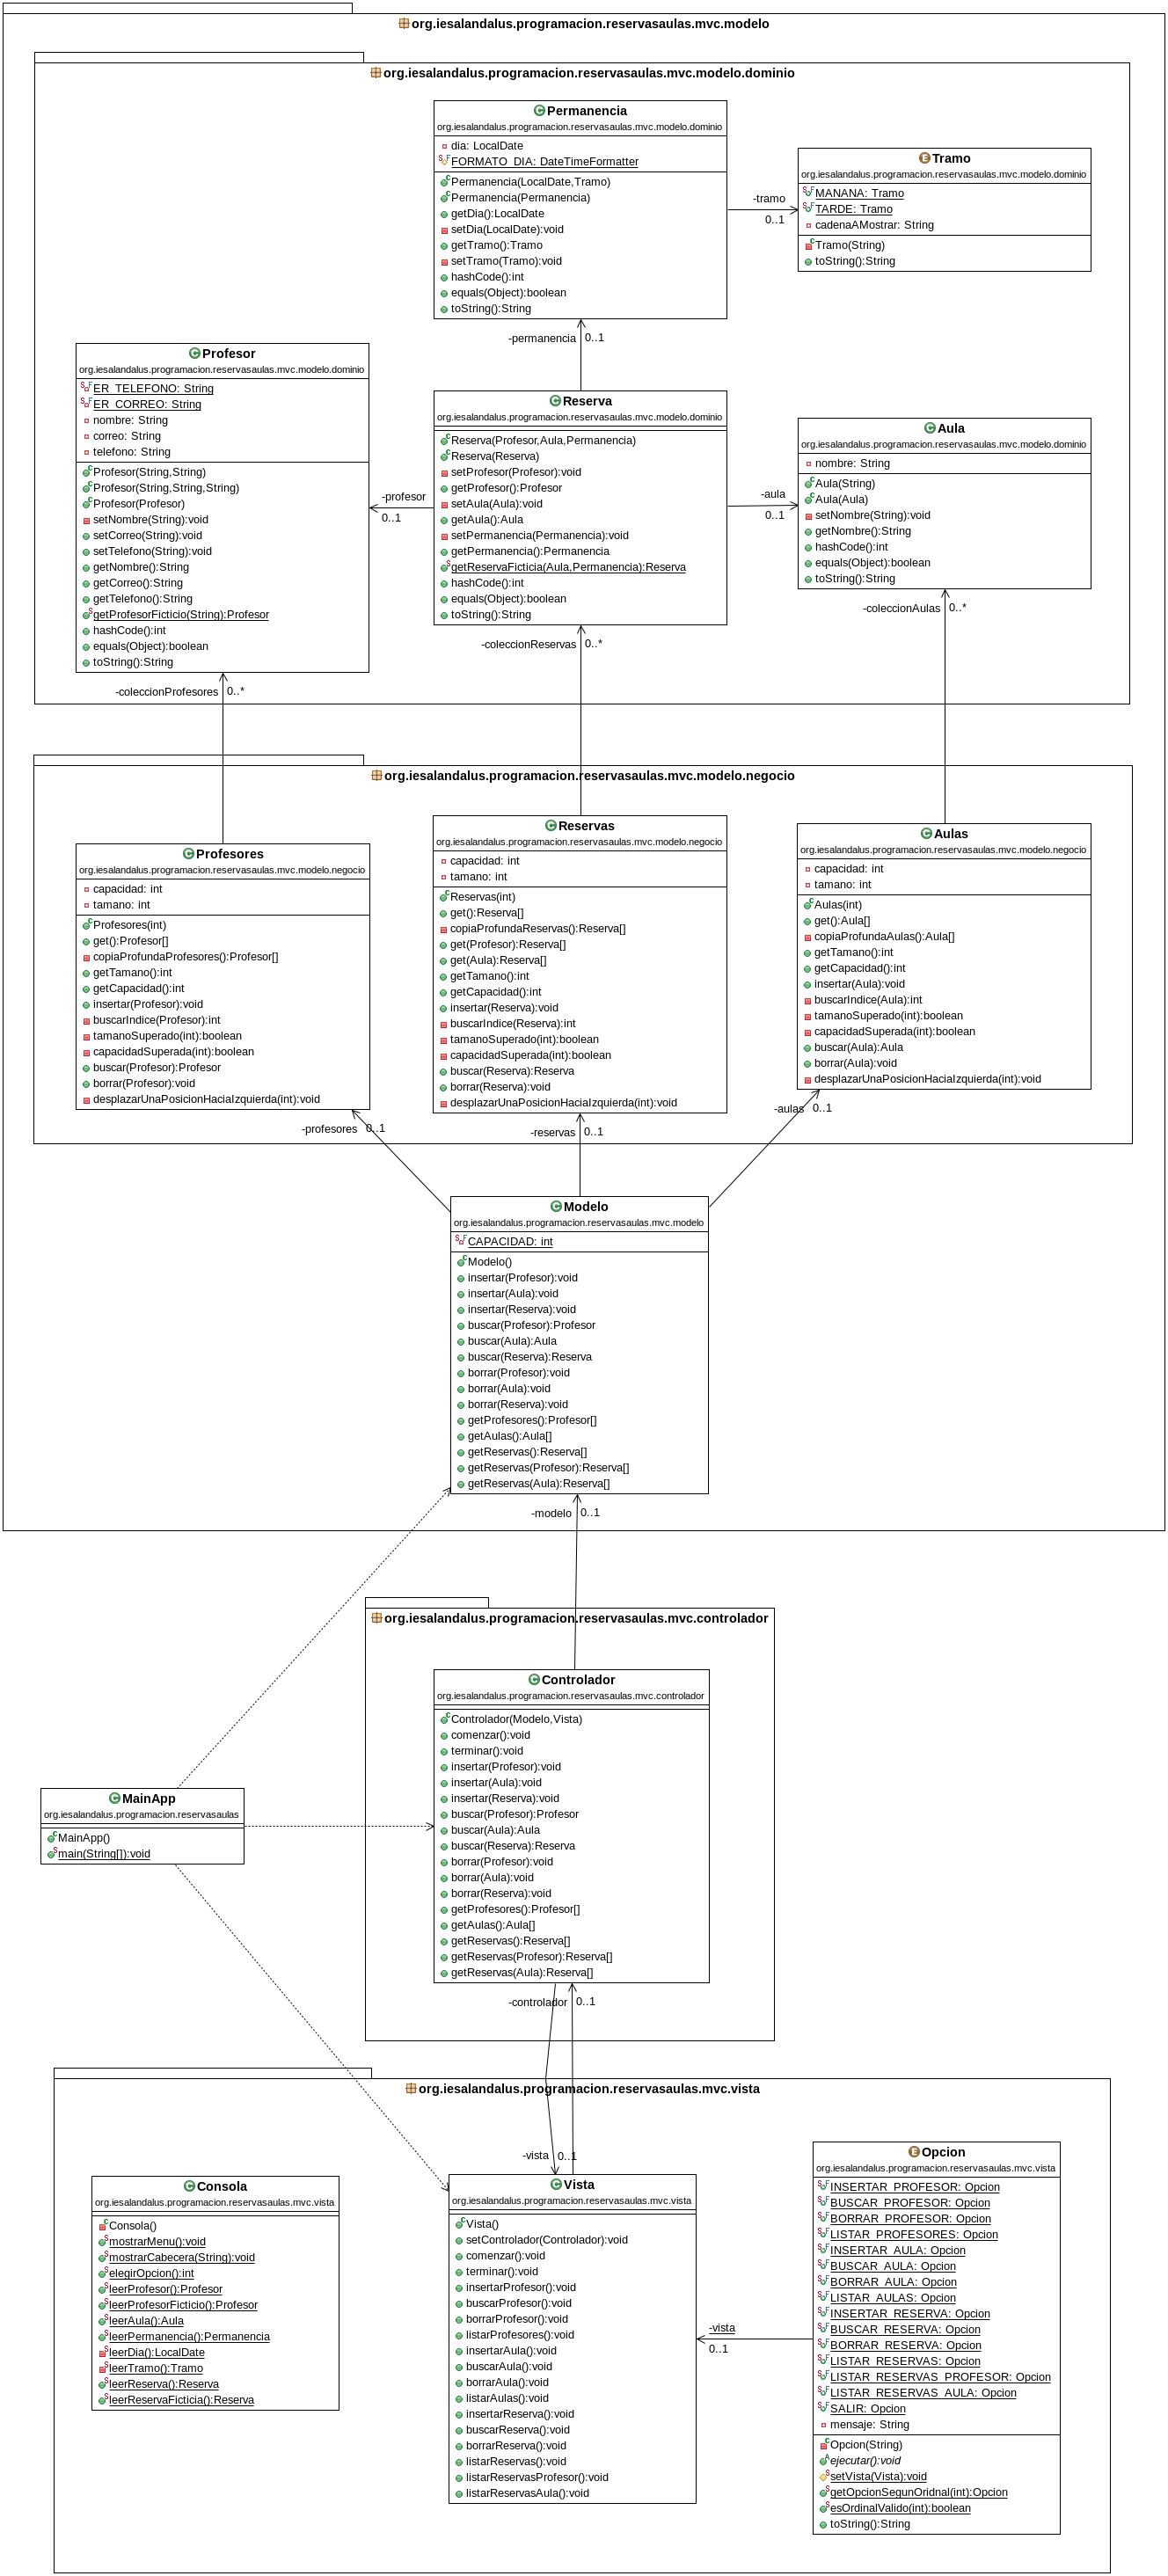 org.iesalandalus.programacion.reservasaulas.mvc.modelo
org.iesalandalus.programacion.reservasaulas.mvc.modelo.dominio
Permanencia
org.iesalandalus.programacion.reservasaulas.mvc.modelo.dominio
dia: LocalDate
FORMATO_DIA: DateTimeFormatter
Permanencia(LocalDate,Tramo)
Permanencia(Permanencia)
getDia():LocalDate
setDia(LocalDate):void
getTramo():Tramo
setTramo(Tramo):void
hashCode():int
equals(Object):boolean
toString():String
-tramo
0..1
Tramo
org.iesalandalus.programacion.reservasaulas.mvc.modelo.dominio
MANANA: Tramo
TARDE: Tramo
cadenaAMostrar: String
Tramo(String)
toString():String
-permanencia
0..1
Profesor
org.iesalandalus.programacion.reservasaulas.mvc.modelo.dominio
ER_TELEFONO: String
ER_CORREO: String
nombre: String
correo: String
telefono: String
Profesor(String,String)
Profesor(String,String,String)
Profesor(Profesor)
setNombre(String):void
setCorreo(String):void
setTelefono(String):void
getNombre():String
getCorreo():String
getTelefono():String
getProfesorFicticio(String):Profesor
hashCode():int
equals(Object):boolean
toString():String
-profesor
0..1
Reserva
org.iesalandalus.programacion.reservasaulas.mvc.modelo.dominio
Reserva(Profesor,Aula,Permanencia)
Reserva(Reserva)
setProfesor(Profesor):void
getProfesor():Profesor
setAula(Aula):void
getAula():Aula
setPermanencia(Permanencia):void
getPermanencia():Permanencia
getReservaFicticia(Aula,Permanencia):Reserva
hashCode():int
equals(Object):boolean
toString():String
-aula
0..1
Aula
org.iesalandalus.programacion.reservasaulas.mvc.modelo.dominio
nombre: String
Aula(String)
Aula(Aula)
setNombre(String):void
getNombre():String
hashCode():int
equals(Object):boolean
toString():String
-coleccionProfesores
0..*
-coleccionReservas
0..*
-coleccionAulas
0..*
org.iesalandalus.programacion.reservasaulas.mvc.modelo.negocio
Profesores
org.iesalandalus.programacion.reservasaulas.mvc.modelo.negocio
capacidad: int
tamano: int
Profesores(int)
get():Profesor[]
copiaProfundaProfesores():Profesor[]
getTamano():int
getCapacidad():int
insertar(Profesor):void
buscarIndice(Profesor):int
tamanoSuperado(int):boolean
capacidadSuperada(int):boolean
buscar(Profesor):Profesor
borrar(Profesor):void
desplazarUnaPosicionHaciaIzquierda(int):void
Reservas
org.iesalandalus.programacion.reservasaulas.mvc.modelo.negocio
capacidad: int
tamano: int
Reservas(int)
get():Reserva[]
copiaProfundaReservas():Reserva[]
get(Profesor):Reserva[]
get(Aula):Reserva[]
getTamano():int
getCapacidad():int
insertar(Reserva):void
buscarIndice(Reserva):int
tamanoSuperado(int):boolean
capacidadSuperada(int):boolean
buscar(Reserva):Reserva
borrar(Reserva):void
desplazarUnaPosicionHaciaIzquierda(int):void
Aulas
org.iesalandalus.programacion.reservasaulas.mvc.modelo.negocio
capacidad: int
tamano: int
Aulas(int)
get():Aula[]
copiaProfundaAulas():Aula[]
getTamano():int
getCapacidad():int
insertar(Aula):void
buscarIndice(Aula):int
tamanoSuperado(int):boolean
capacidadSuperada(int):boolean
buscar(Aula):Aula
borrar(Aula):void
desplazarUnaPosicionHaciaIzquierda(int):void
-profesores
0..1
-reservas
0..1
-aulas
0..1
Modelo
org.iesalandalus.programacion.reservasaulas.mvc.modelo
CAPACIDAD: int
Modelo()
insertar(Profesor):void
insertar(Aula):void
insertar(Reserva):void
buscar(Profesor):Profesor
buscar(Aula):Aula
buscar(Reserva):Reserva
borrar(Profesor):void
borrar(Aula):void
borrar(Reserva):void
getProfesores():Profesor[]
getAulas():Aula[]
getReservas():Reserva[]
getReservas(Profesor):Reserva[]
getReservas(Aula):Reserva[]
-modelo
0..1
org.iesalandalus.programacion.reservasaulas.mvc.controlador
Controlador
org.iesalandalus.programacion.reservasaulas.mvc.controlador
Controlador(Modelo,Vista)
comenzar():void
terminar():void
insertar(Profesor):void
insertar(Aula):void
insertar(Reserva):void
buscar(Profesor):Profesor
buscar(Aula):Aula
buscar(Reserva):Reserva
borrar(Profesor):void
borrar(Aula):void
borrar(Reserva):void
getProfesores():Profesor[]
getAulas():Aula[]
getReservas():Reserva[]
getReservas(Profesor):Reserva[]
getReservas(Aula):Reserva[]
MainApp
org.iesalandalus.programacion.reservasaulas
MainApp()
main(String[]):void
-controlador
0..1
org.iesalandalus.programacion.reservasaulas.mvc.vista
-vista
0..1
Consola
org.iesalandalus.programacion.reservasaulas.mvc.vista
Consola()
mostrarMenu():void
mostrarCabecera(String):void
elegirOpcion():int
leerProfesor():Profesor
leerProfesorFicticio():Profesor
leerAula():Aula
leerPermanencia():Permanencia
leerDia():LocalDate
leerTramo():Tramo
leerReserva():Reserva
leerReservaFicticia():Reserva
Vista
org.iesalandalus.programacion.reservasaulas.mvc.vista
Vista()
setControlador(Controlador):void
comenzar():void
terminar():void
insertarProfesor():void
buscarProfesor():void
borrarProfesor():void
listarProfesores():void
insertarAula():void
buscarAula():void
borrarAula():void
listarAulas():void
insertarReserva():void
buscarReserva():void
borrarReserva():void
listarReservas():void
listarReservasProfesor():void
listarReservasAula():void
-vista
0..1
Opcion
org.iesalandalus.programacion.reservasaulas.mvc.vista
INSERTAR_PROFESOR: Opcion
BUSCAR_PROFESOR: Opcion
BORRAR_PROFESOR: Opcion
LISTAR_PROFESORES: Opcion
INSERTAR_AULA: Opcion
BUSCAR_AULA: Opcion
BORRAR_AULA: Opcion
LISTAR_AULAS: Opcion
INSERTAR_RESERVA: Opcion
BUSCAR_RESERVA: Opcion
BORRAR_RESERVA: Opcion
LISTAR_RESERVAS: Opcion
LISTAR_RESERVAS_PROFESOR: Opcion
LISTAR_RESERVAS_AULA: Opcion
SALIR: Opcion
mensaje: String
Opcion(String)
ejecutar():void
setVista(Vista):void
getOpcionSegunOridnal(int):Opcion
esOrdinalValido(int):boolean
toString():String